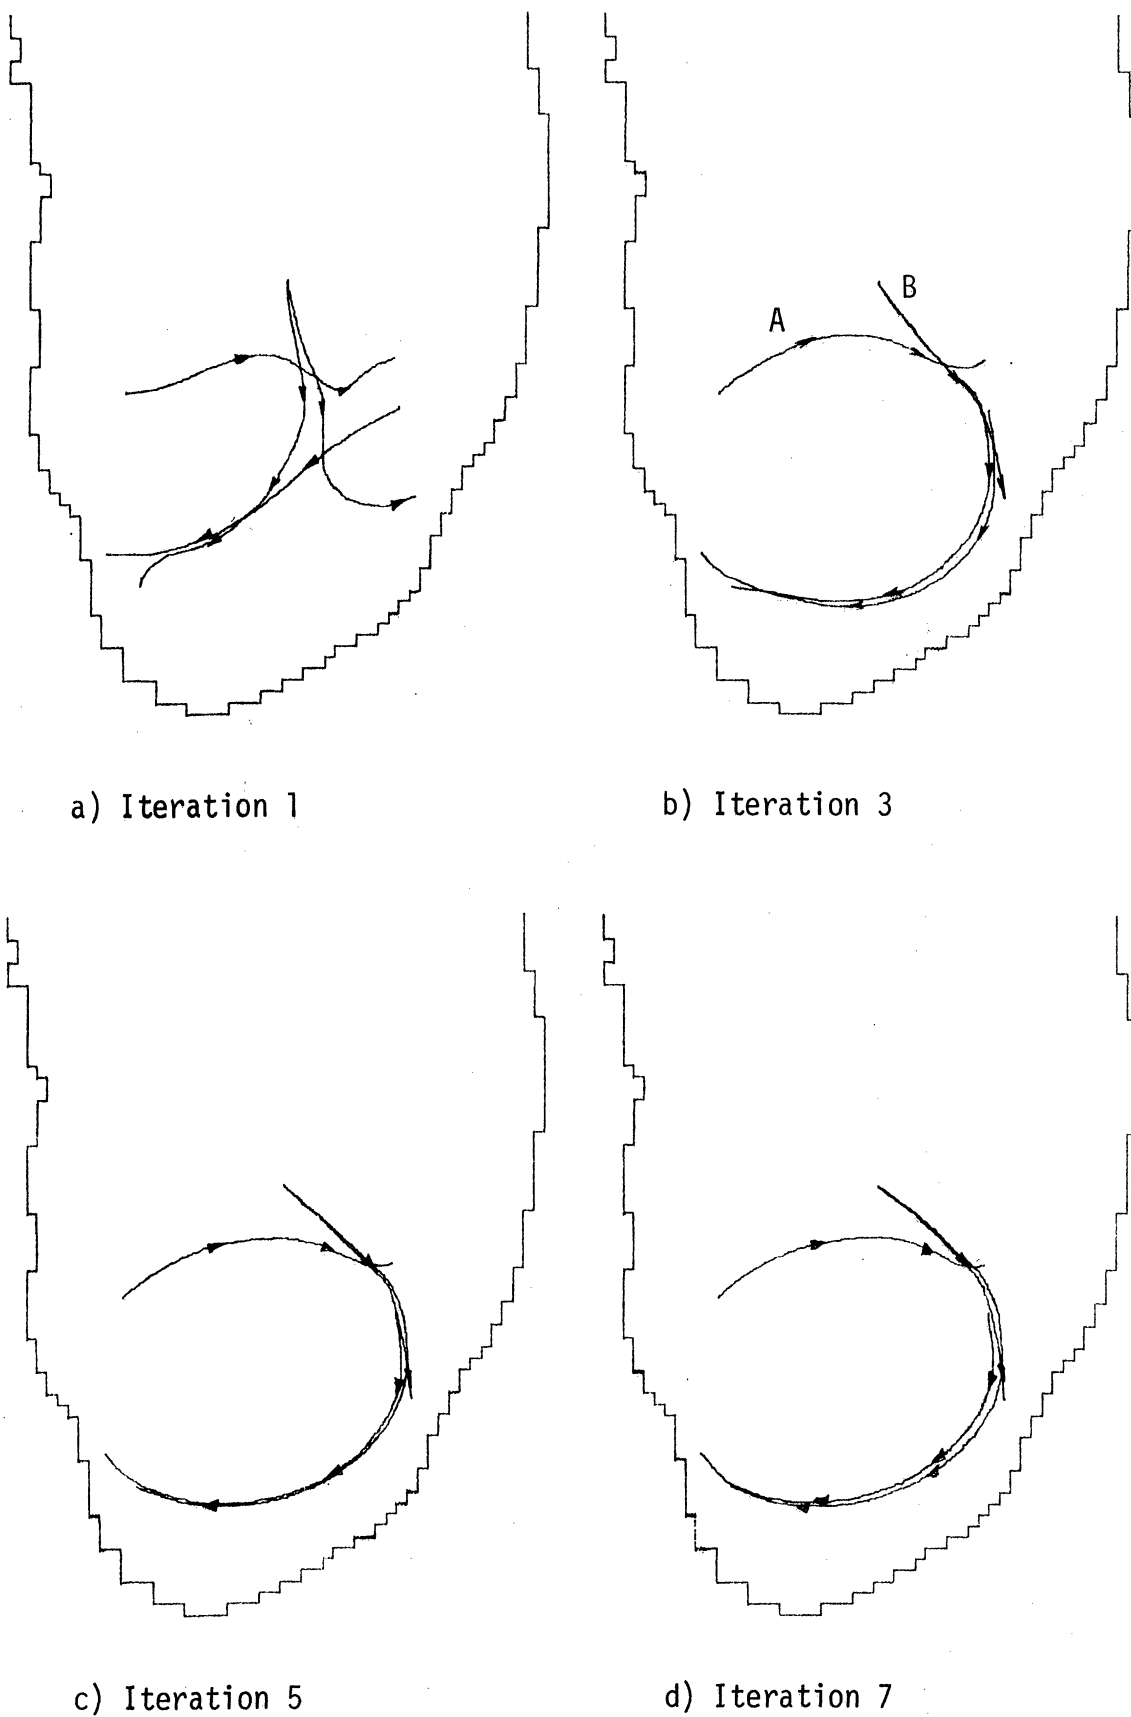 B
A
a) Iteration 1
b) Iteration 3
c) Iteration 5
d) Iteration 7